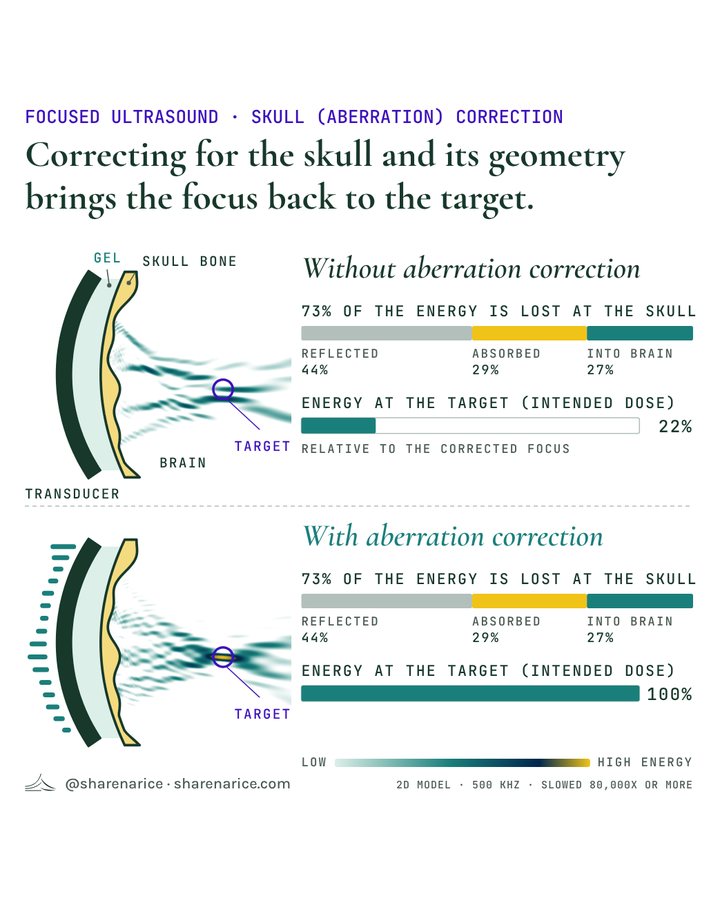 FOCUSED ULTRASOUND · SKULL (ABERRATION) CORRECTION
Correcting for the skull and its geometry
brings the focus back to the target.
GEL
SKULL BONE
TARGET
BRAIN
TRANSDUCER
Without aberration correction
73% OF THE ENERGY IS LOST AT THE SKULL
REFLECTED ABSORBED INTO BRAIN
44% 29% 27%
ENERGY AT THE TARGET (INTENDED DOSE)
22%
RELATIVE TO THE CORRECTED FOCUS
TARGET
With aberration correction
73% OF THE ENERGY IS LOST AT THE SKULL
REFLECTED ABSORBED INTO BRAIN
44% 29% 27%
ENERGY AT THE TARGET (INTENDED DOSE)
100%
LOW HIGH ENERGY
@sharenarice · sharenarice.com
2D MODEL · 500 KHZ · SLOWED 80,000X OR MORE